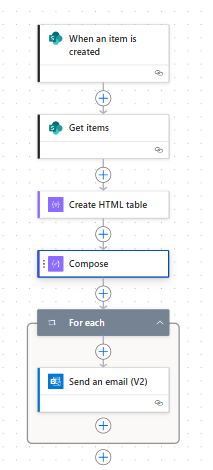 When an item is
created
Get items
Create HTML table
Compose
For each
Send an email (V2)